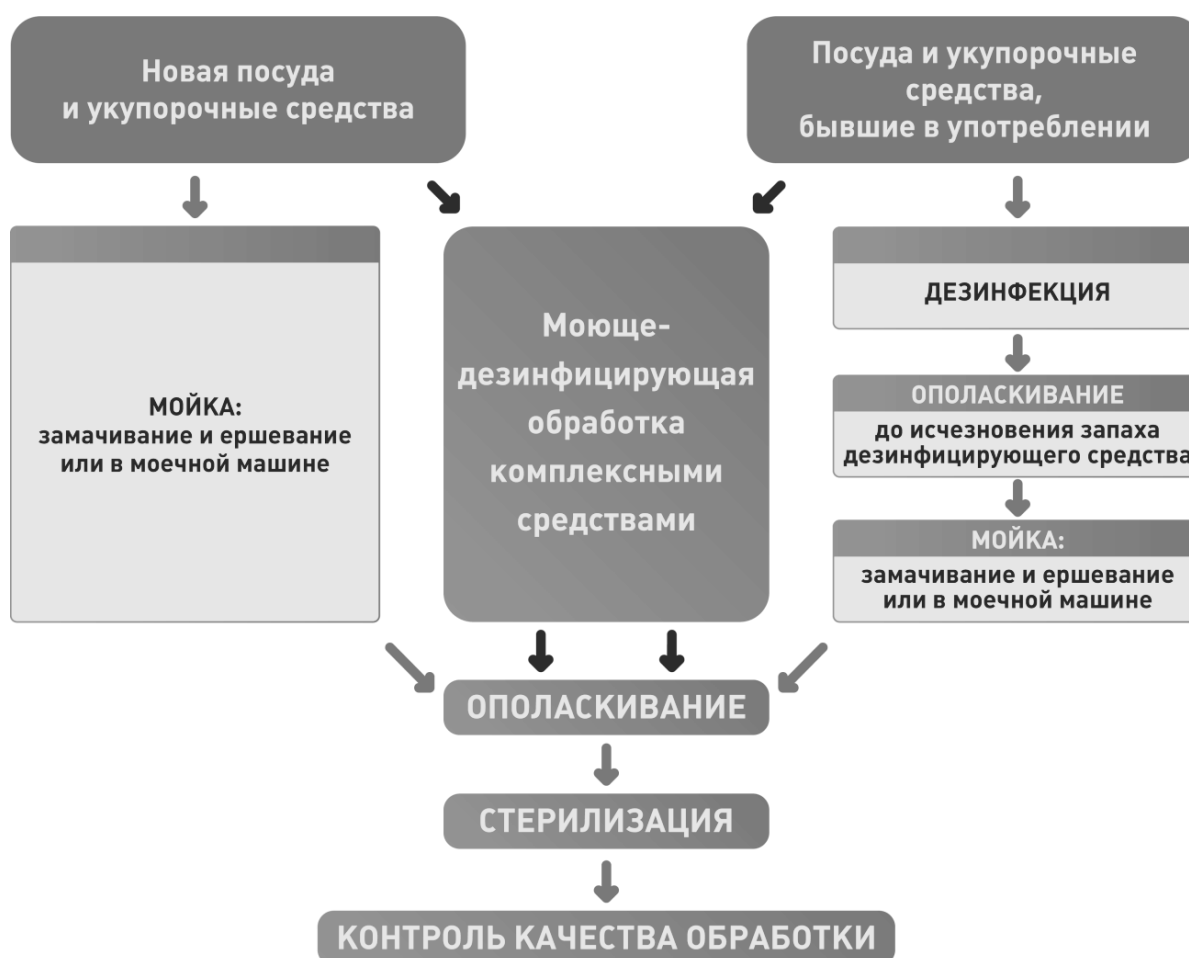 Новая посуда
и укупорочные средства
Посуда и укупорочные
средства,
бывшие в употреблении
МОЙКА:
замачивание и ершевание
или в моечной машине
Моюще-
дезинфицирующая
обработка
комплексными
средствами
ДЕЗИНФЕКЦИЯ
ОПОЛАСКИВАНИЕ
до исчезновения запаха
дезинфицирующего средства
МОЙКА:
замачивание и ершевание
или в моечной машине
ОПОЛАСКИВАНИЕ
СТЕРИЛИЗАЦИЯ
КОНТРОЛЬ КАЧЕСТВА ОБРАБОТКИ